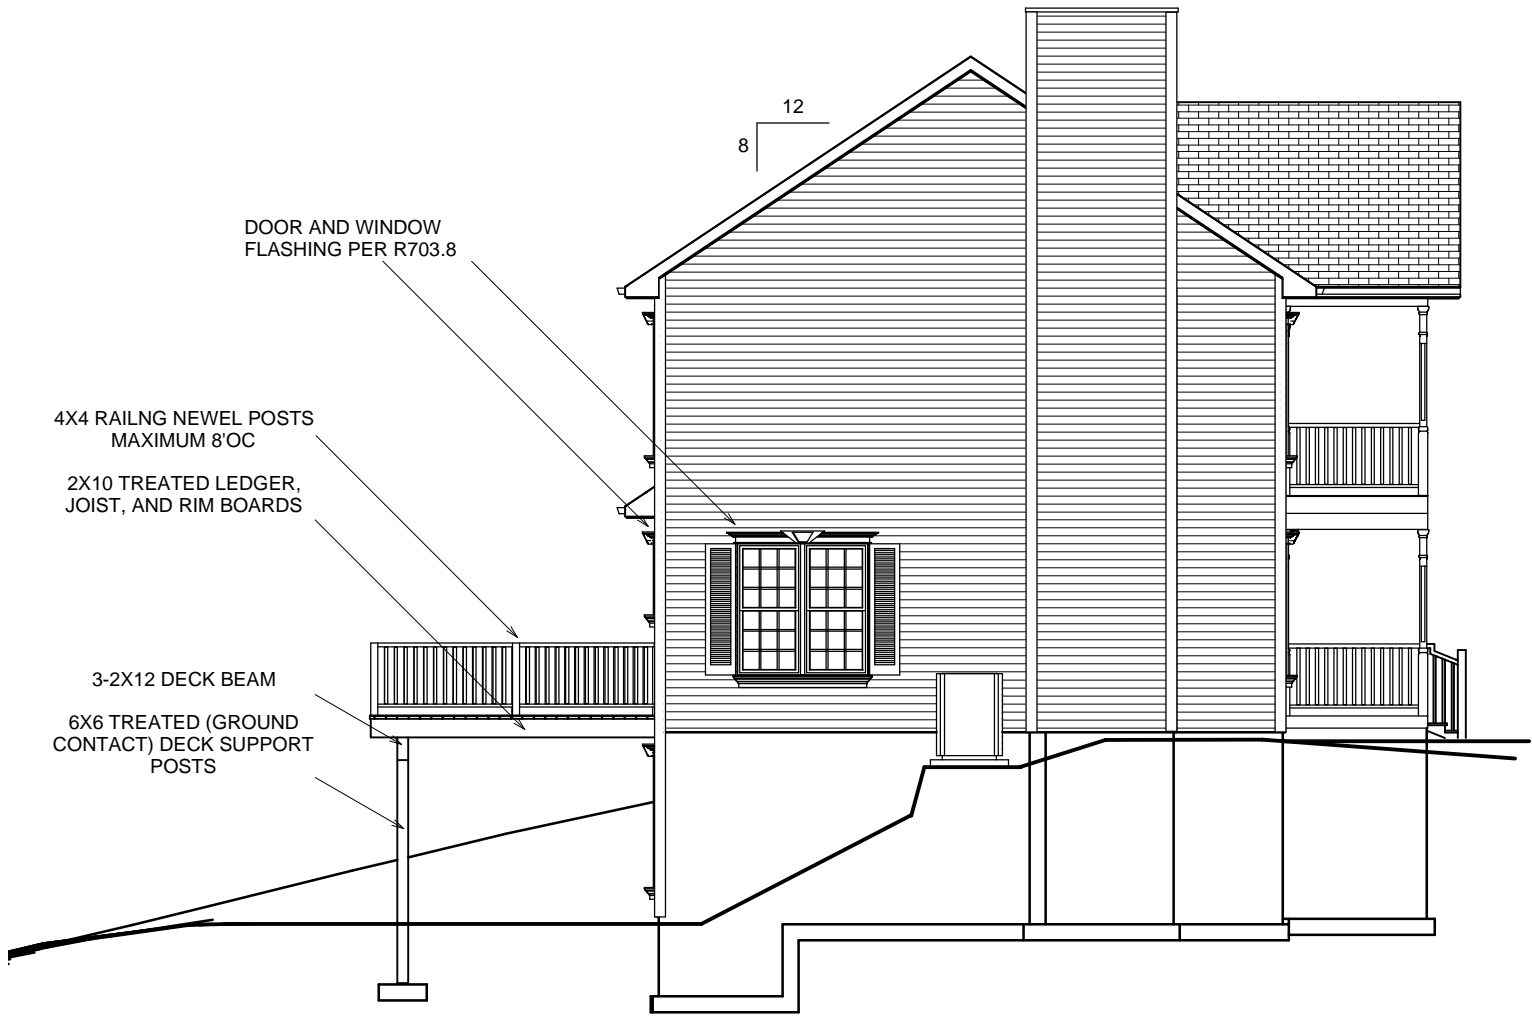 12
8
DOOR AND WINDOW
FLASHING PER R703.8
4X4 RAILNG NEWEL POSTS
MAXIMUM 8'OC
2X10 TREATED LEDGER,
JOIST, AND RIM BOARDS
3-2X12 DECK BEAM
6X6 TREATED (GROUND
CONTACT) DECK SUPPORT
POSTS